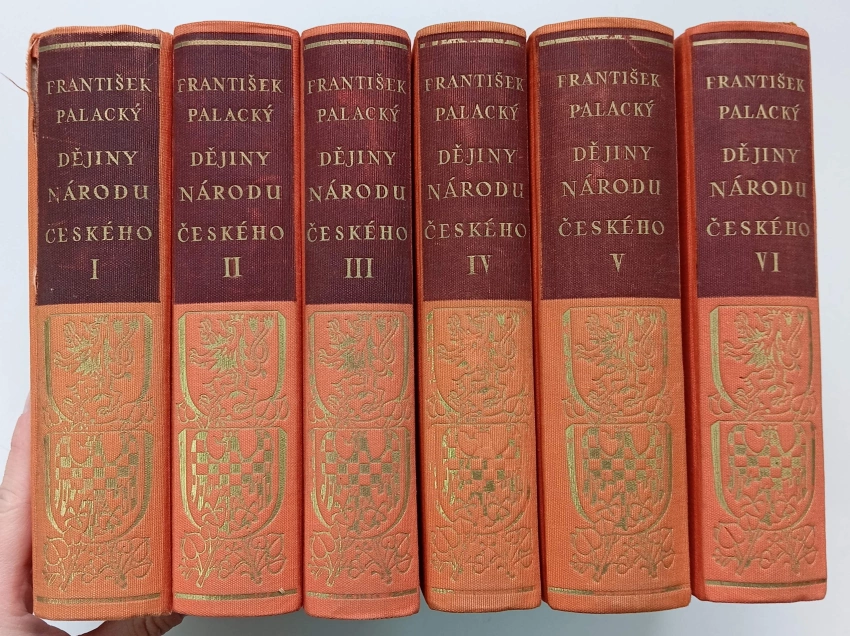 FRANTIŠEK
PALACKÝ
DĚJINY
NÁRODU
ČESKÉHO
I
FRANTIŠEK
PALACKÝ
DĚJINY
NÁRODU
ČESKÉHO
II
FRANTIŠEK
PALACKÝ
DĚJINY
NÁRODU
ČESKÉHO
III
FRANTIŠEK
PALACKÝ
DĚJINY
NÁRODU
ČESKÉHO
IV
FRANTIŠEK
PALACKÝ
DĚJINY
NÁRODU
ČESKÉHO
V
FRANTIŠEK
PALACKÝ
DĚJINY
NÁRODU
ČESKÉHO
VI